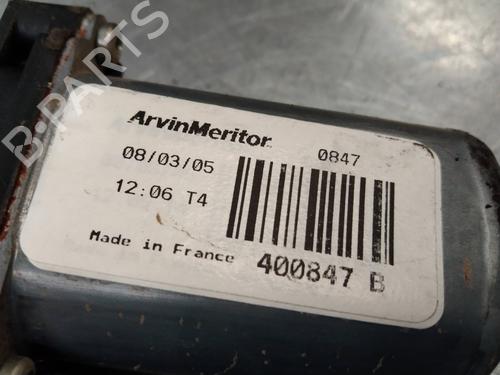 ArvinMeritor 0847
08/03/05
12:06 T4
Made in France 400847 B
B-PARTS